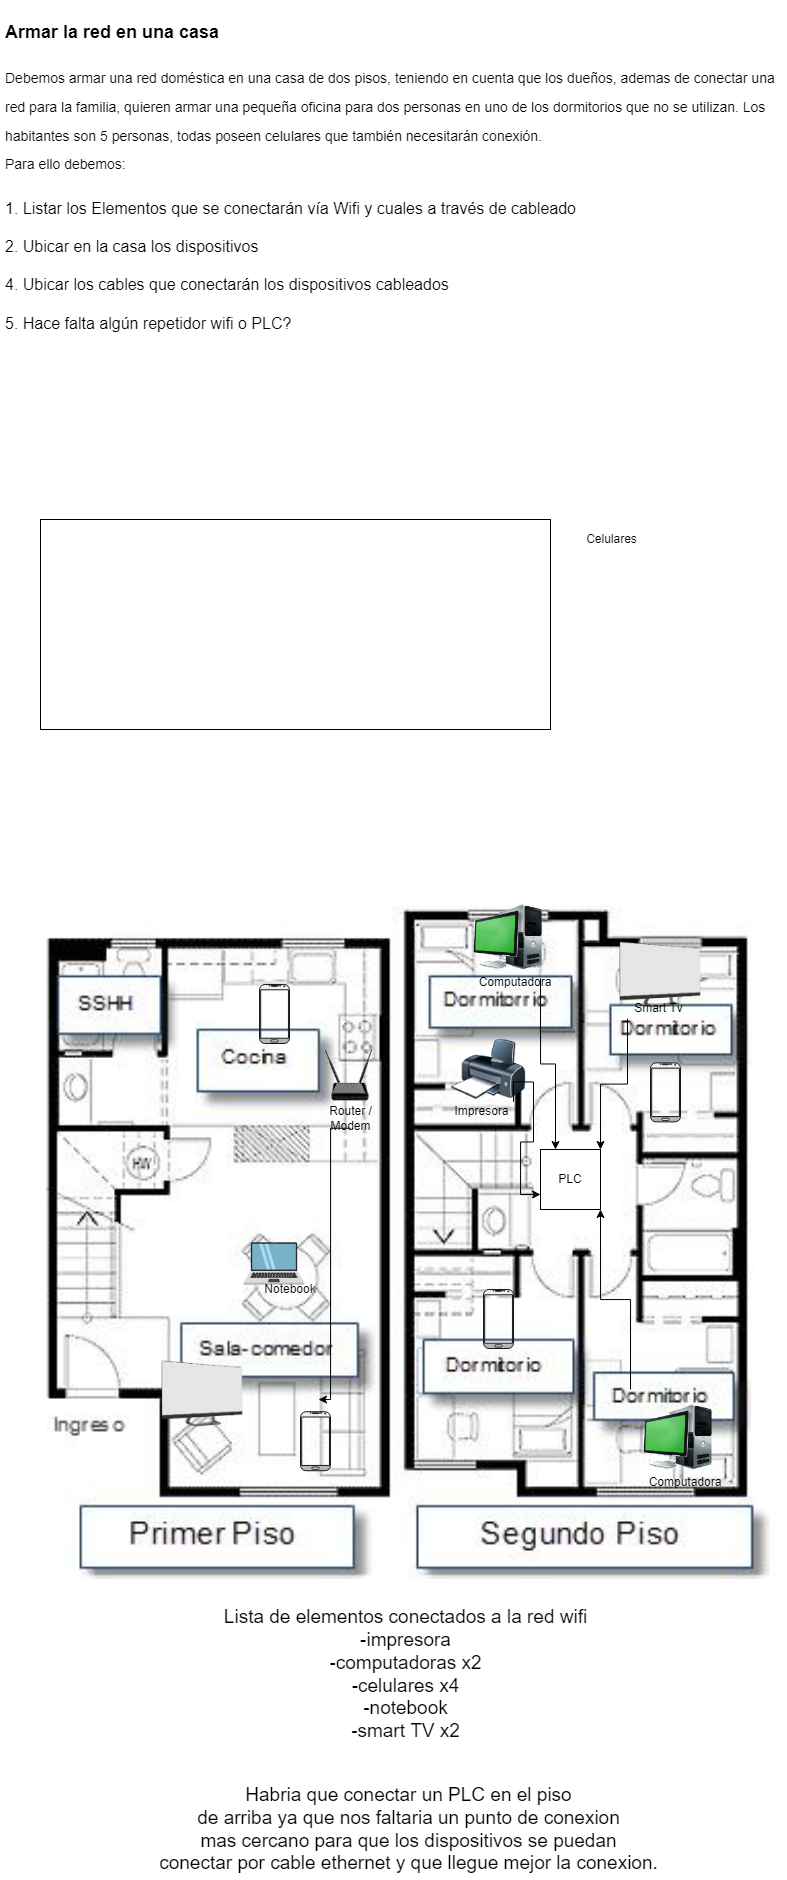 Armar la red en una casa
Debemos armar una red doméstica en una casa de dos pisos, teniendo en cuenta que los dueños, ademas de conectar una
red para la familia, quieren armar una pequeña oficina para dos personas en uno de los dormitorios que no se utilizan. Los
habitantes son 5 personas, todas poseen celulares que también necesitarán conexión.
Para ello debemos:
1. Listar los Elementos que se conectarán vía Wifi y cuales a través de cableado
2. Ubicar en la casa los dispositivos
4. Ubicar los cables que conectarán los dispositivos cableados
5. Hace falta algún repetidor wifi o PLC?
Celulares
SSHH
Cocina
Router /
Modem
HW
Notebook
Sala-comedor
Ingreso
Primer Piso
Computadora
Dormitorrio
Smart TV
Dormitorio
Impresora
PLC
Dormitorio
Dormitorio
Computadora
Segundo Piso
Lista de elementos conectados a la red wifi
-impresora
-computadoras x2
-celulares x4
-notebook
-smart TV x2
Habria que conectar un PLC en el piso
de arriba ya que nos faltaria un punto de conexion
mas cercano para que los dispositivos se puedan
conectar por cable ethernet y que llegue mejor la conexion.